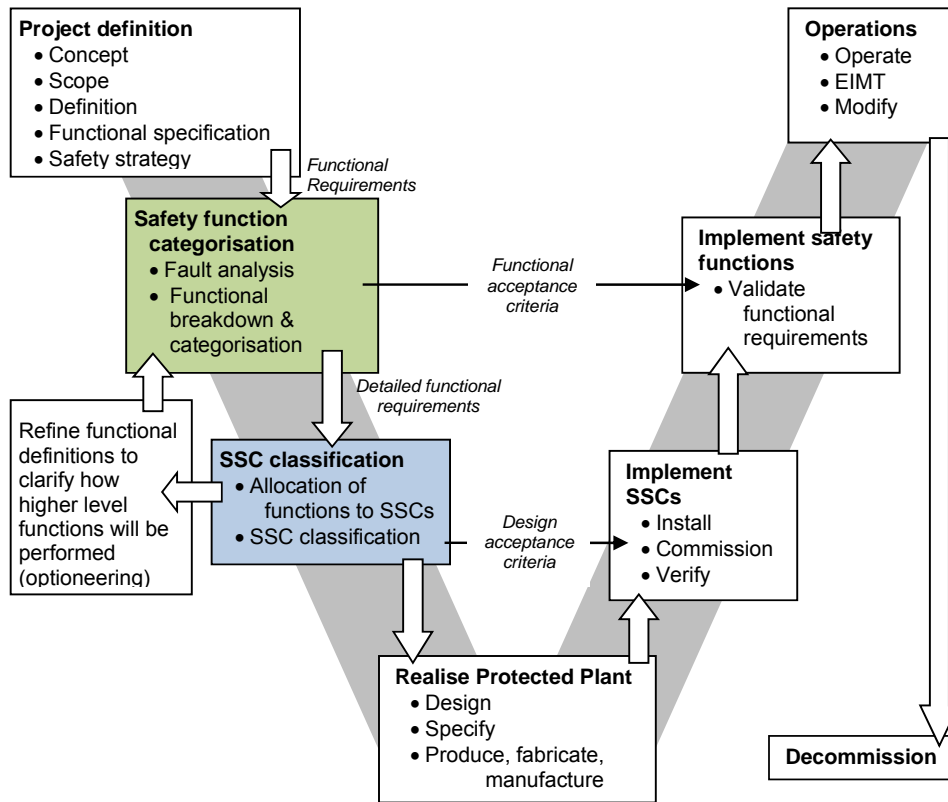 Project definition
• Concept
• Scope
• Definition
• Functional specification
• Safety strategy
Functional
Requirements
Safety function
categorisation
• Fault analysis
• Functional
breakdown &
categorisation
Detailed functional
requirements
Refine functional
definitions to
clarify how
higher level
functions will be
performed
(optioneering)
SSC classification
• Allocation of
functions to SSCs
• SSC classification
Functional
acceptance
criteria
Design
acceptance
criteria
Realise Protected Plant
• Design
• Specify
• Produce, fabricate,
manufacture
Implement
SSCs
• Install
• Commission
• Verify
Implement safety
functions
• Validate
functional
requirements
Operations
• Operate
• EIMT
• Modify
Decommission